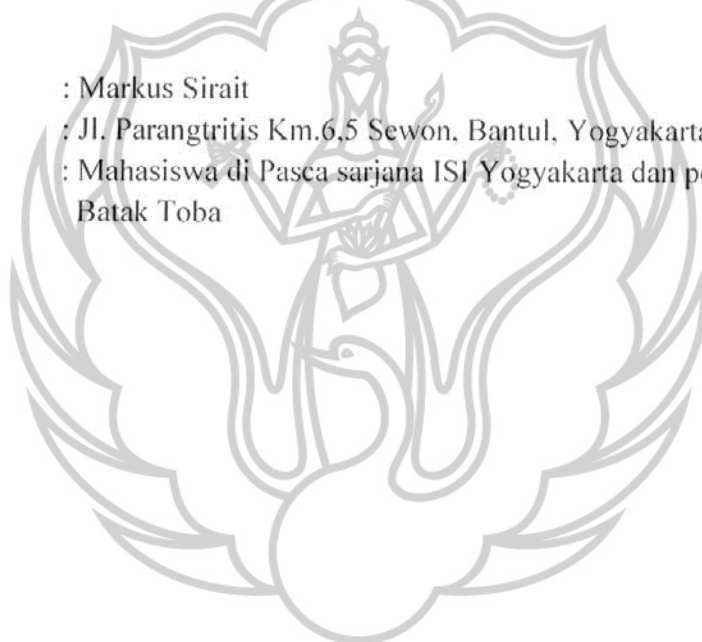 : Markus Sirait
: Jl. Parangtritis Km.6,5 Sewon, Bantul, Yogyakarta
: Mahasiswa di Pasca sarjana ISI Yogyakarta dan
Batak Toba